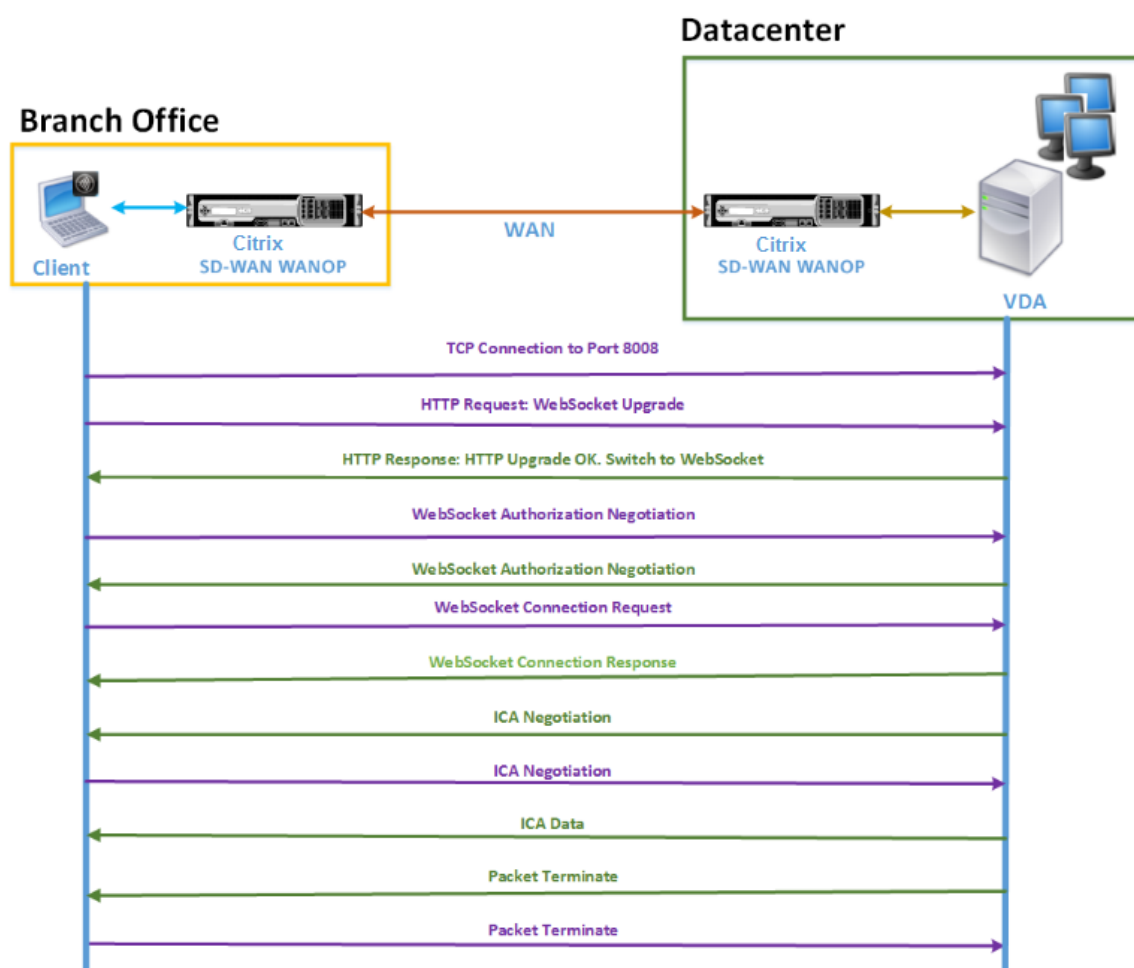 Datacenter
Branch Office
WAN
Citrix
SD-WAN WANOP
Client
Citrix
SD-WAN WANOP
VDA
TCP Connection to Port 8008
HTTP Request: WebSocket Upgrade
HTTP Response: HTTP Upgrade OK. Switch to WebSocket
WebSocket Authorization Negotiation
WebSocket Authorization Negotiation
WebSocket Connection Request
WebSocket Connection Response
ICA Negotiation
ICA Negotiation
ICA Data
Packet Terminate
Packet Terminate